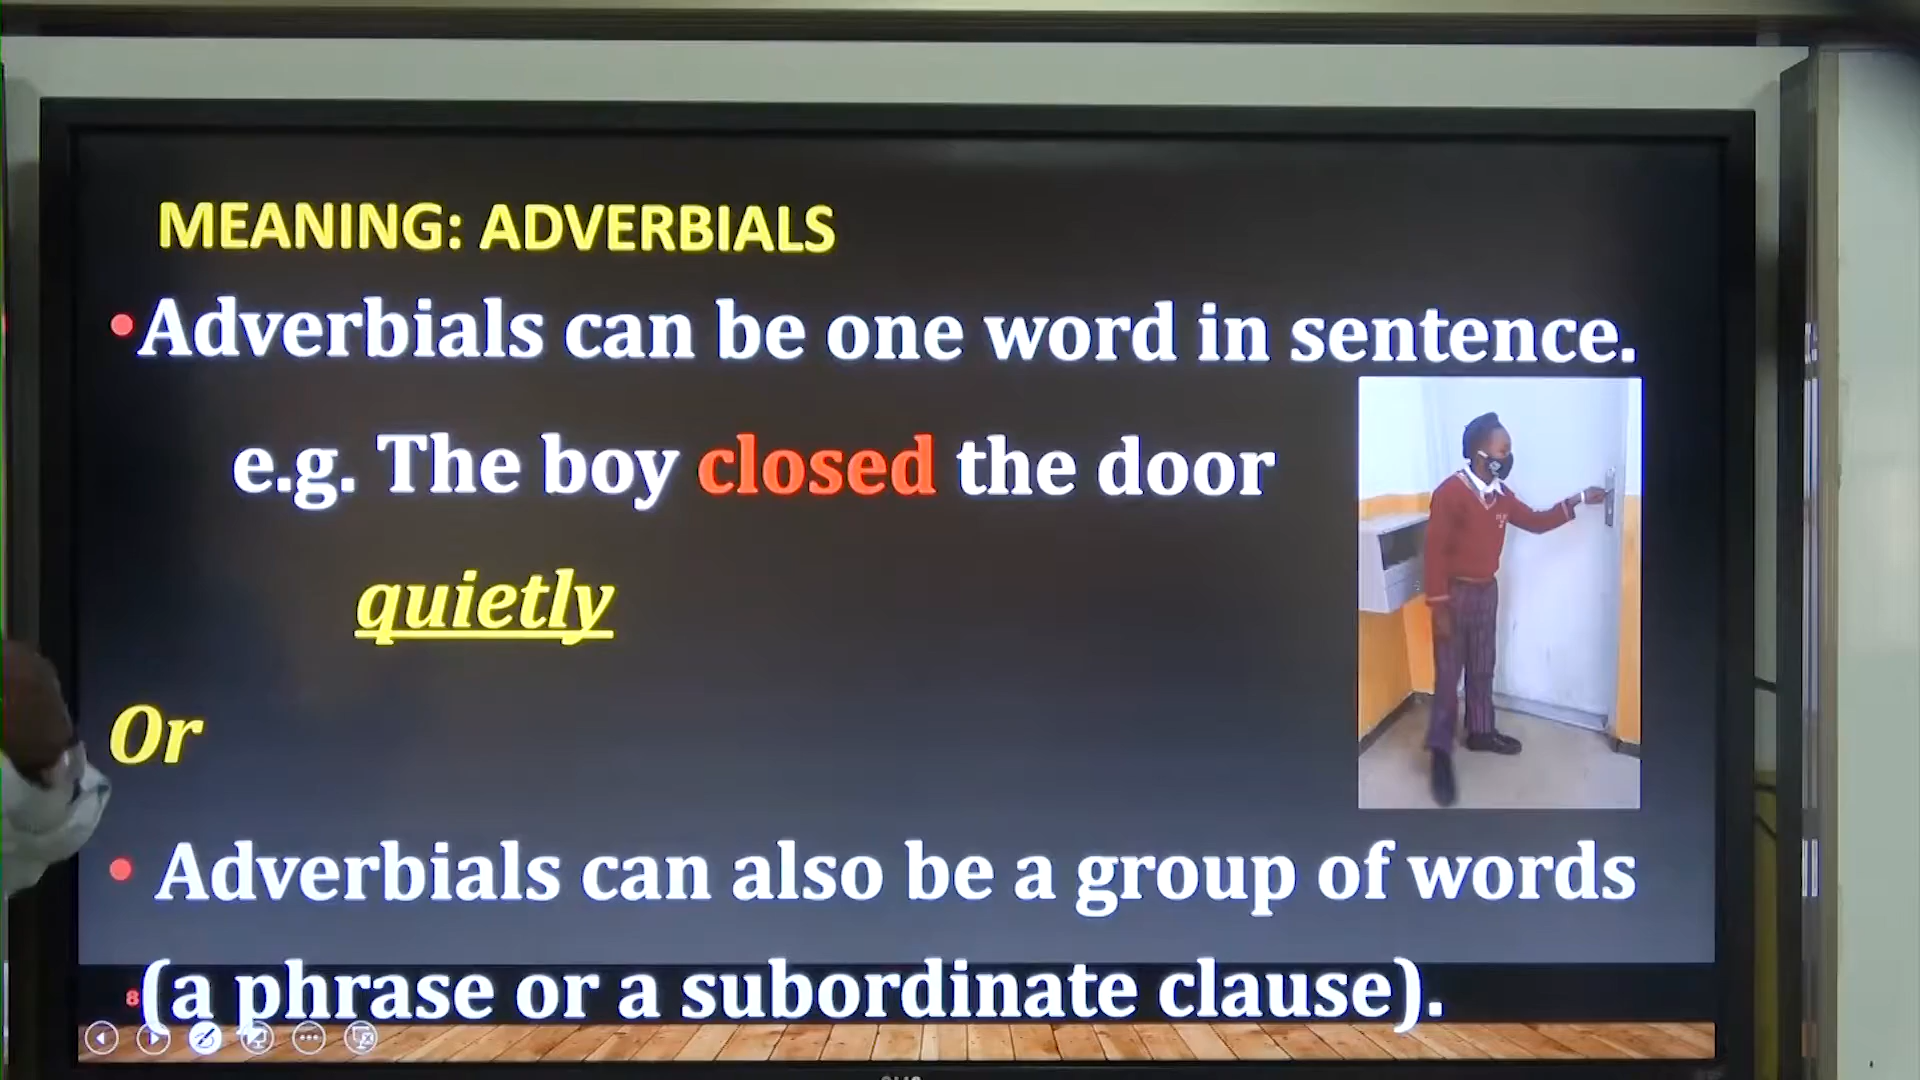 MEANING: ADVERBIALS
•Adverbials can be one word in sentence.
e.g. The boy closed the door
quietly
Or
• Adverbials can also be a group of words
(a phrase or a subordinate clause).
8